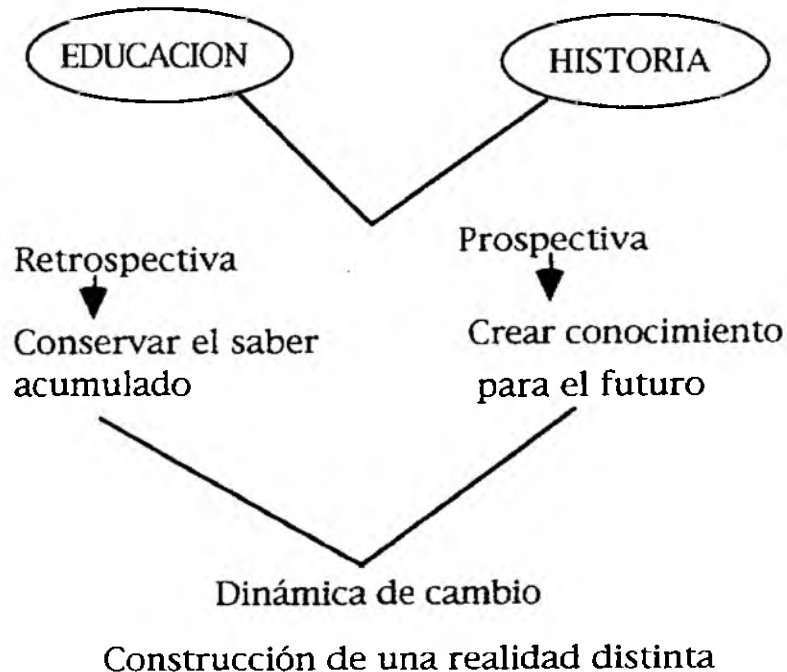 EDUCACION
HISTORIA
Retrospectiva
Prospectiva
Conservar el saber
acumulado
Crear conocimiento
para el futuro
Dinámica de cambio
Construcción de una realidad distinta